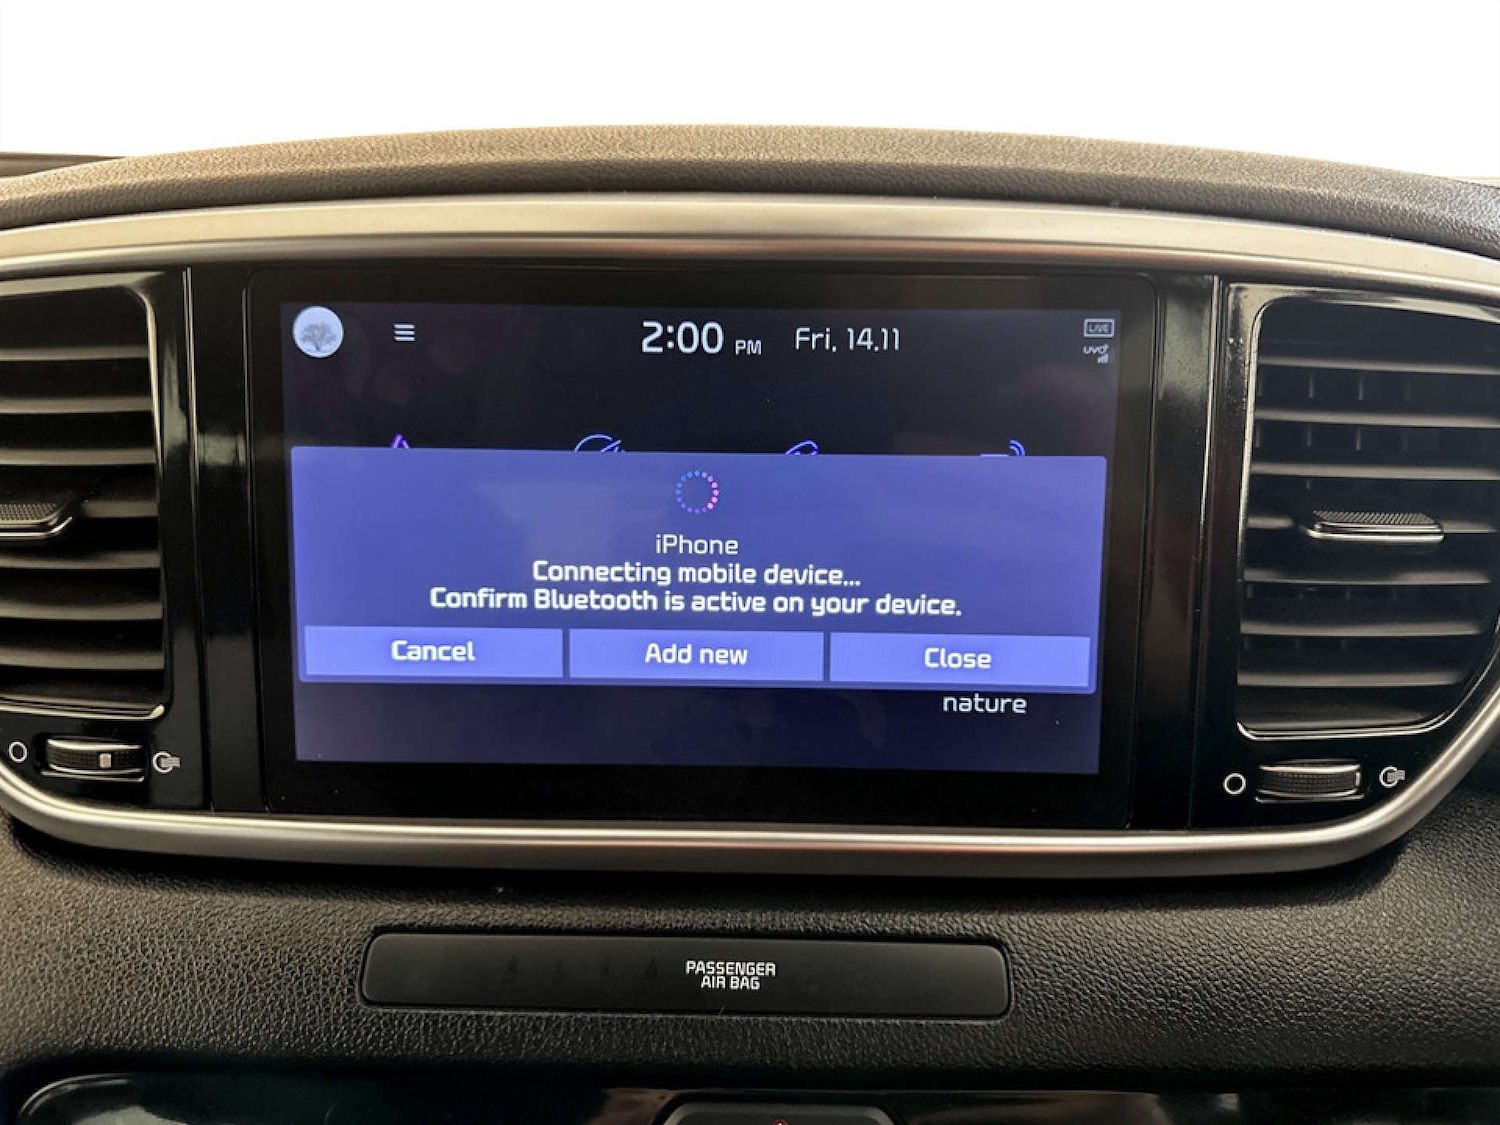 2:00 PM Fri, 14.11
LIVE
UVO
iPhone
Connecting mobile device...
Confirm Bluetooth is active on your device.
Cancel Add new Close
nature
PASSENGER
AIR BAG